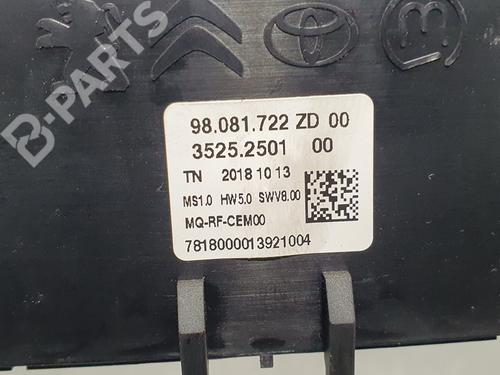 B-PARTS
98.081.722 ZD 00
3525.2501 00
TN 2018 10 13
MS1.0 HW5.0 SWV8.00
MQ-RF-CEM00
7818000013921004